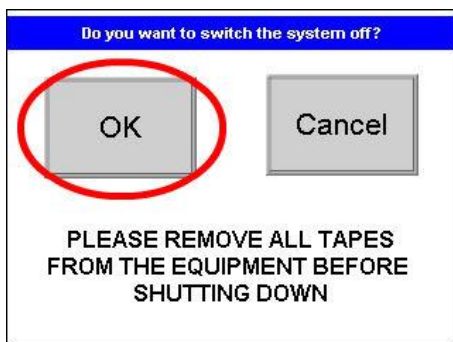 Do you want to switch the system off?
OK
Cancel
PLEASE REMOVE ALL TAPES
FROM THE EQUIPMENT BEFORE
SHUTTING DOWN